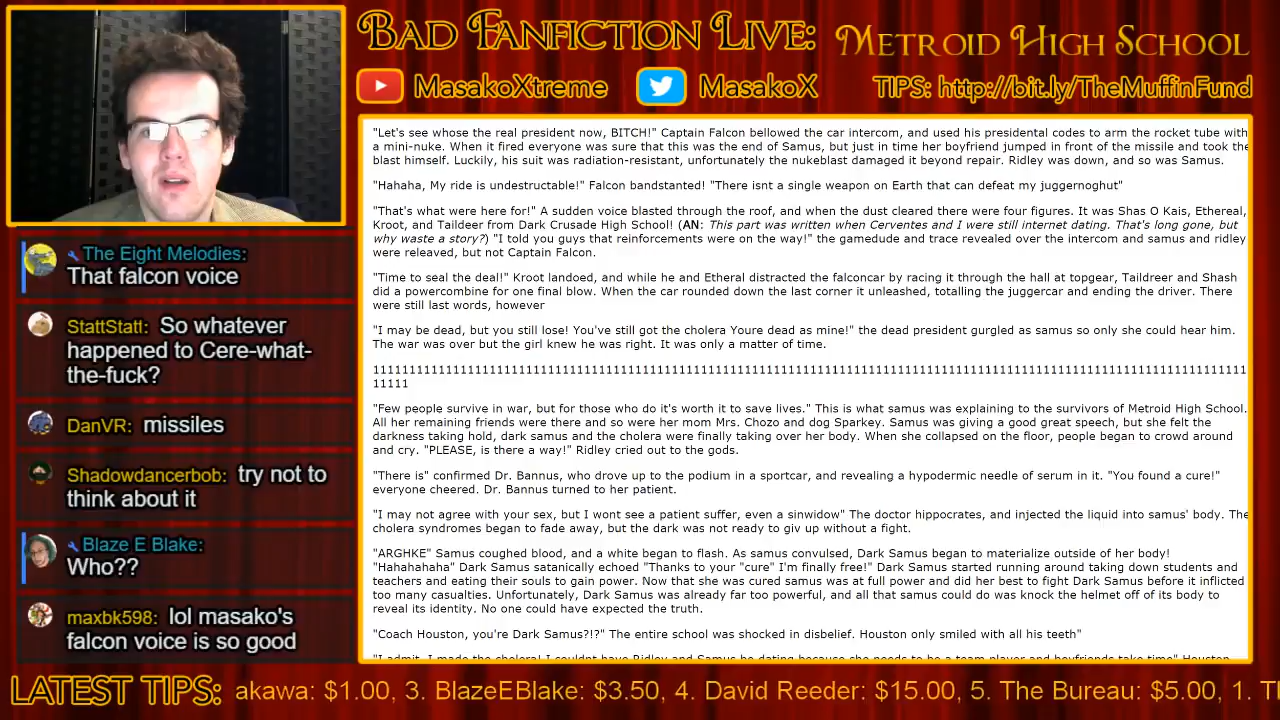 BAD FANFICTION LIVE: METROID HIGH SCHOOL
MasakoXtreme MasakoX TIPS: http://bit.ly/TheMuffinFund
"Let's see whose the real president now, BITCH!" Captain Falcon bellowed the car intercom, and used his presidental codes to arm the rocket tube with
a mini-nuke. When it fired everyone was sure that this was the end of Samus, but just in time her boyfriend jumped in front of the missile and took the
blast himself. Luckily, his suit was radiation-resistant, unfortunately the nukeblast damaged it beyond repair. Ridley was down, and so was Samus.
"Hahaha, My ride is undestructable!" Falcon bandstanted! "There isnt a single weapon on Earth that can defeat my juggernoghut"
"That's what were here for!" A sudden voice blasted through the roof, and when the dust cleared there were four figures. It was Shas O Kais, Ethereal,
Kroot, and Taildeer from Dark Crusade High School! (AN: This part was written when Cerventes and I were still internet dating. That's long gone, but
why waste a story?) "I told you guys that reinforcements were on the way!" the gamedude and trace revealed over the intercom and samus and ridley
were releaved, but not Captain Falcon.
"Time to seal the deal!" Kroot landoed, and while he and Etheral distracted the falconcar by racing it through the hall at topgear, Taildreer and Shash
did a powercombine for one final blow. When the car rounded down the last corner it unleashed, totalling the juggercar and ending the driver. There
were still last words, however
"I may be dead, but you still lose! You've still got the cholera Youre dead as mine!" the dead president gurgled as samus so only she could hear him.
The war was over but the girl knew he was right. It was only a matter of time.
1111111111111111111111111111111111111111111111111111111111111111111111111111111111111111111111111111111111111111111111111
11111
"Few people survive in war, but for those who do it's worth it to save lives." This is what samus was explaining to the survivors of Metroid High School.
All her remaining friends were there and so were her mom Mrs. Chozo and dog Sparkey. Samus was giving a good great speech, but she felt the
darkness taking hold, dark samus and the cholera were finally taking over her body. When she collapsed on the floor, people began to crowd around
and cry. "PLEASE, is there a way!" Ridley cried out to the gods.
"There is" confirmed Dr. Bannus, who drove up to the podium in a sportcar, and revealing a hypodermic needle of serum in it. "You found a cure!"
everyone cheered. Dr. Bannus turned to her patient.
"I may not agree with your sex, but I wont see a patient suffer, even a sinwidow" The doctor hippocrates, and injected the liquid into samus' body. The
cholera syndromes began to fade away, but the dark was not ready to giv up without a fight.
"ARGHKE" Samus coughed blood, and a white began to flash. As samus convulsed, Dark Samus began to materialize outside of her body!
"Hahahahaha" Dark Samus satanically echoed "Thanks to your "cure" I'm finally free!" Dark Samus started running around taking down students and
teachers and eating their souls to gain power. Now that she was cured samus was at full power and did her best to fight Dark Samus before it inflicted
too many casualties. Unfortunately, Dark Samus was already far too powerful, and all that samus could do was knock the helmet off of its body to
reveal its identity. No one could have expected the truth.
"Coach Houston, you're Dark Samus?!?" The entire school was shocked in disbelief. Houston only smiled with all his teeth"
"I admit, I made the cholera! I couldnt have Ridley and Samus be dating because she needs to be a team player and boyfriends take time" Houston
The Eight Melodies:
That falcon voice
StattStatt: So whatever
happened to Cere-what-
the-fuck?
DanVR: missiles
Shadowdancerbob: try not to
think about it
Blaze E Blake:
Who??
maxbk598: lol masako's
falcon voice is so good
LATEST TIPS: akawa: $1.00, 3. BlazeEBlake: $3.50, 4. David Reeder: $15.00, 5. The Bureau: $5.00, 1. T